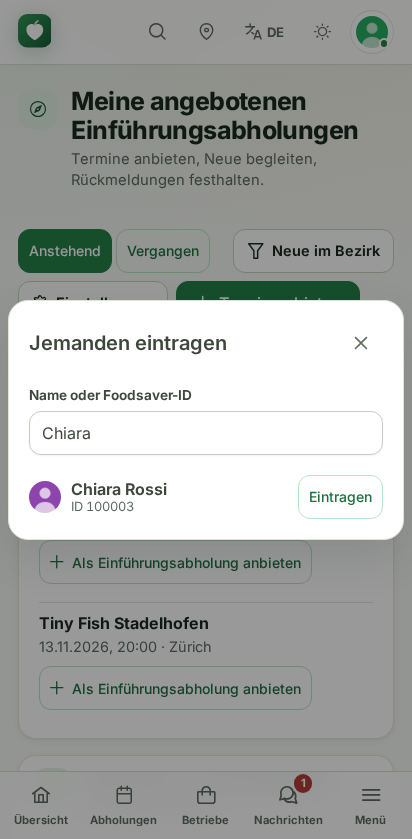 DE
Meine angebotenen
Einführungsabholungen
Termine anbieten, Neue begleiten,
Rückmeldungen festhalten.
Anstehend
Vergangen
Neue im Bezirk
Jemanden eintragen
Name oder Foodsaver-ID
Chiara
Chiara Rossi
ID 100003
Eintragen
Als Einführungsabholung anbieten
Tiny Fish Stadelhofen
13.11.2026, 20:00 · Zürich
Als Einführungsabholung anbieten
1
Übersicht
Abholungen
Betriebe
Nachrichten
Menü